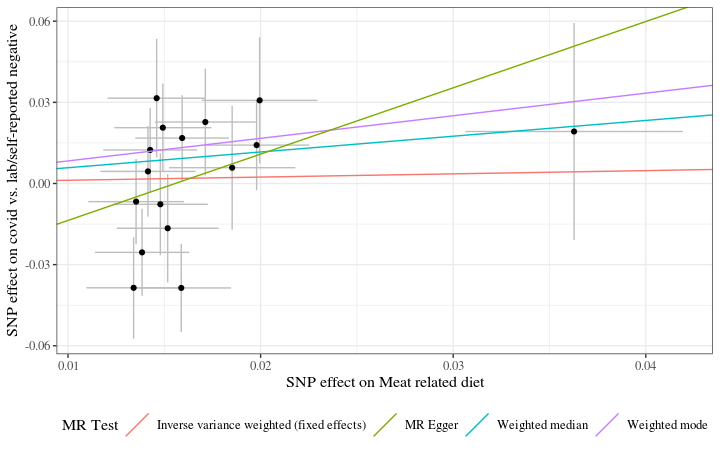 SNP effect on covid vs. lab/self-reported negative
0.06
0.03
0.00
-0.03
-0.06
0.01 0.02 0.03 0.04
SNP effect on Meat related diet
MR Test Inverse variance weighted (fixed effects) MR Egger Weighted median Weighted mode